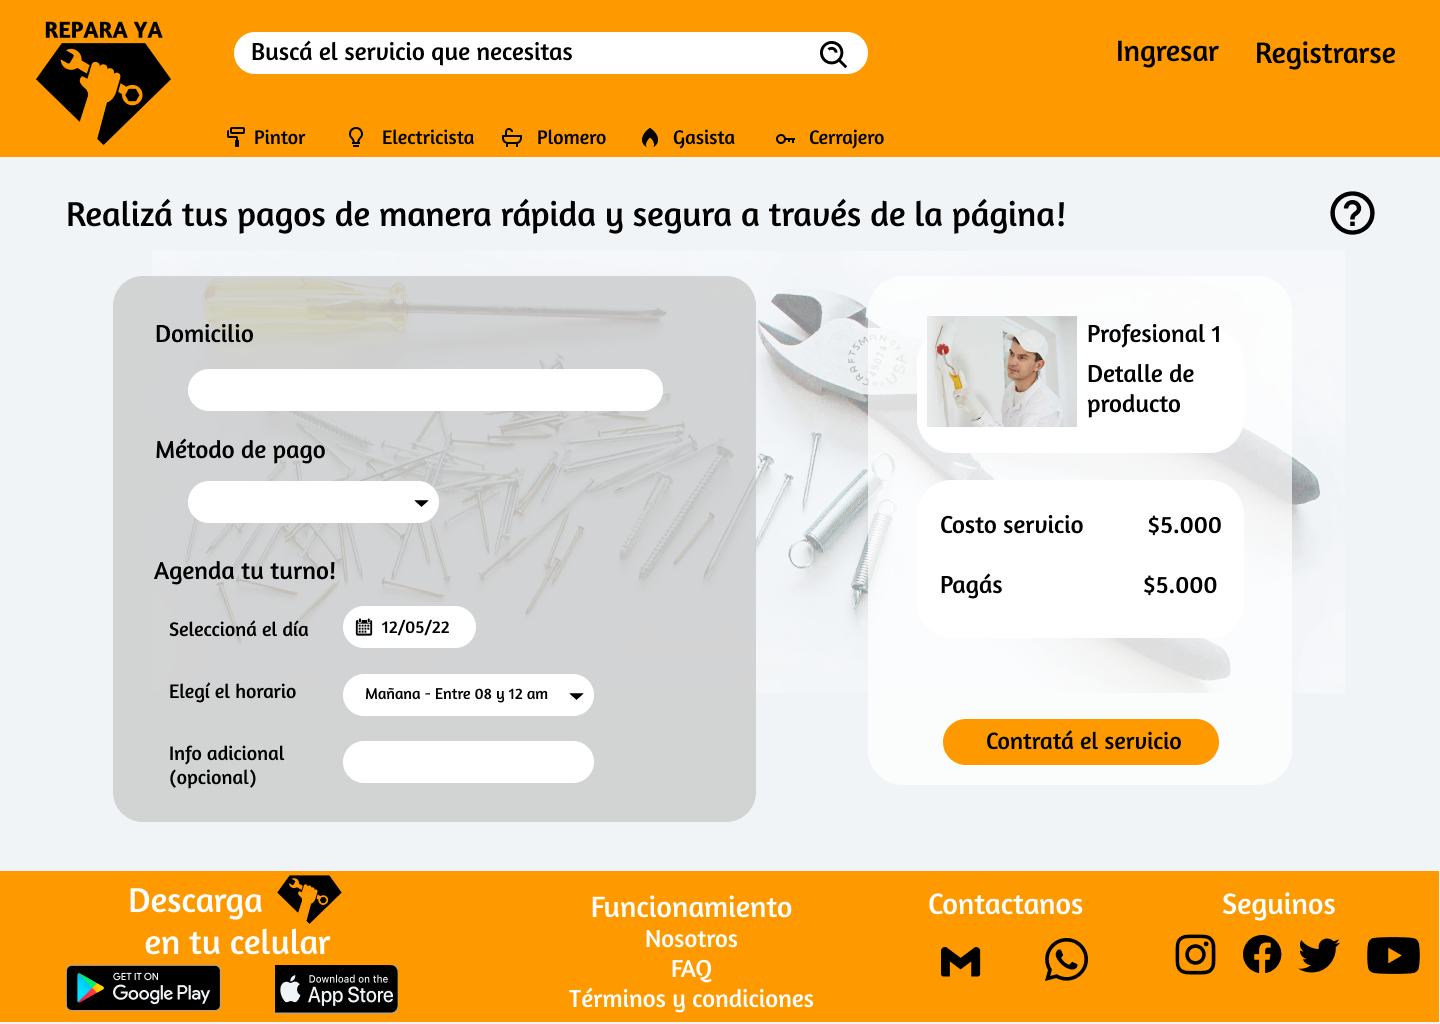 REPARA YA
Buscá el servicio que necesitas
Ingresar
Registrarse
Pintor
Electricista
Plomero
Gasista
Cerrajero
Realizá tus pagos de manera rápida y segura a través de la página!
Domicilio
Método de pago
Agenda tu turno!
Seleccioná el día
12/05/22
Elegí el horario
Mañana - Entre 08 y 12 am
Info adicional
(opcional)
CRAFTSMAN
USA
Profesional 1
Detalle de
producto
Costo servicio
$5.000
Pagás
$5.000
Contratá el servicio
Descarga
en tu celular
GET IT ON
Google Play
Download on the
App Store
Funcionamiento
Nosotros
FAQ
Términos y condiciones
Contactanos
Seguinos